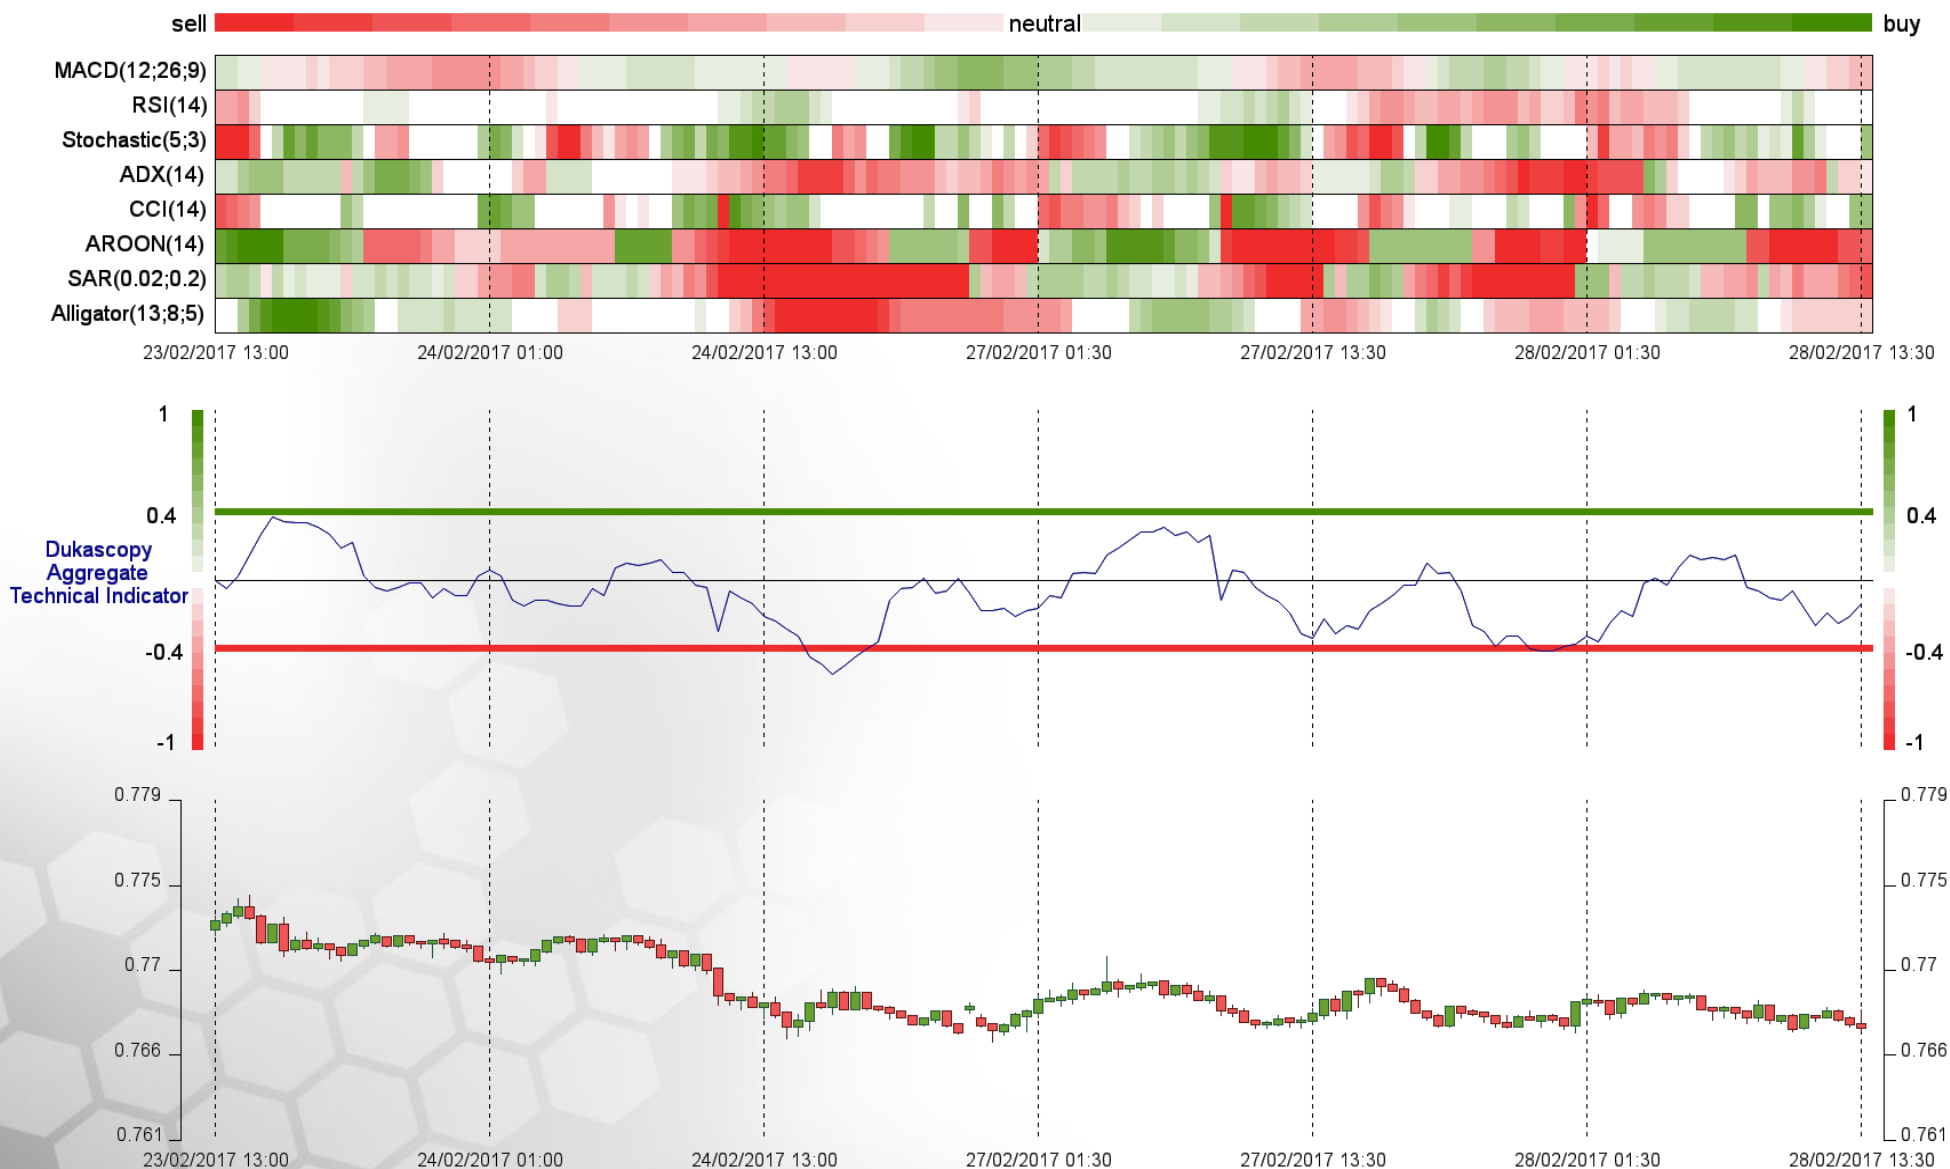 sell neutral buy
MACD(12;26;9)
RSI(14)
Stochastic(5;3)
ADX(14)
CCI(14)
AROON(14)
SAR(0.02;0.2)
Alligator(13;8;5)
23/02/2017 13:00 24/02/2017 01:00 24/02/2017 13:00 27/02/2017 01:30 27/02/2017 13:30 28/02/2017 01:30 28/02/2017 13:30
1 1
0.4 0.4
Dukascopy
Aggregate
Technical Indicator
-0.4 -0.4
-1 -1
0.779 0.779
0.775 0.775
0.77 0.77
0.766 0.766
0.761 0.761
23/02/2017 13:00 24/02/2017 01:00 24/02/2017 13:00 27/02/2017 01:30 27/02/2017 13:30 28/02/2017 01:30 28/02/2017 13:30